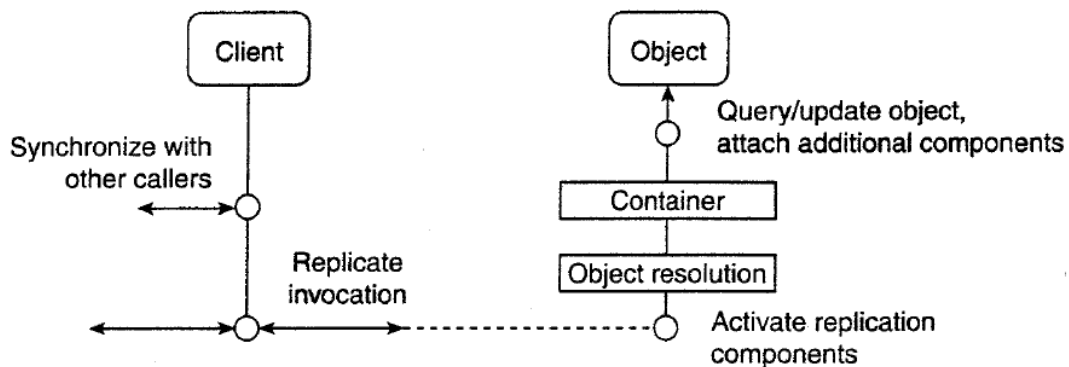 Client
Object
Query/update object,
attach additional components
Synchronize with
other callers
Container
Replicate
invocation
Object resolution
Activate replication
components